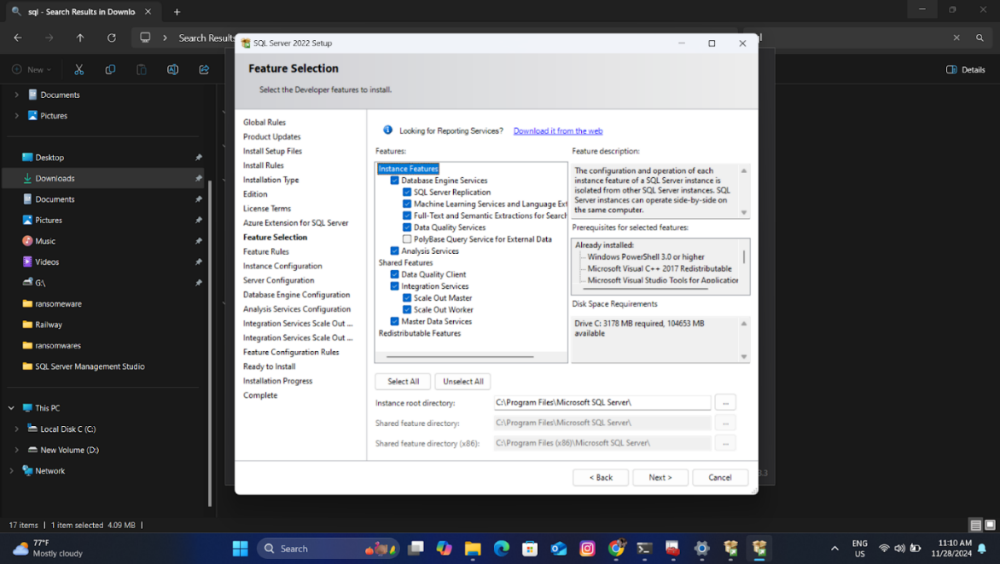 sql - Search Results in Downlo
Search Results
New
Details
Documents
Pictures
Desktop
Downloads
Documents
Pictures
Music
Videos
G:\
ransomeware
Railway
ransomwares
SQL Server Management Studio
This PC
Local Disk C (C:)
New Volume (D:)
Network
17 items
1 item selected
4.09 MB
SQL Server 2022 Setup
Feature Selection
Select the Developer features to install.
Global Rules
Product Updates
Install Setup Files
Install Rules
Installation Type
Edition
License Terms
Azure Extension for SQL Server
Feature Selection
Feature Rules
Instance Configuration
Server Configuration
Database Engine Configuration
Analysis Services Configuration
Integration Services Scale Out ...
Integration Services Scale Out ...
Feature Configuration Rules
Ready to Install
Installation Progress
Complete
Looking for Reporting Services? Download it from the web
Features:
Instance Features
Database Engine Services
SQL Server Replication
Machine Learning Services and Language Ext
Full-Text and Semantic Extractions for Search
Data Quality Services
PolyBase Query Service for External Data
Analysis Services
Shared Features
Data Quality Client
Integration Services
Scale Out Master
Scale Out Worker
Master Data Services
Redistributable Features
Feature description:
The configuration and operation of each
instance feature of a SQL Server instance is
isolated from other SQL Server instances. SQL
Server instances can operate side-by-side on
the same computer.
Prerequisites for selected features:
Already installed:
Windows PowerShell 3.0 or higher
Microsoft Visual C++ 2017 Redistributable
Microsoft Visual Studio Tools for Application
Disk Space Requirements
Drive C: 3178 MB required, 104653 MB
available
Select All
Unselect All
Instance root directory:
C:\Program Files\Microsoft SQL Server\
...
Shared feature directory:
C:\Program Files\Microsoft SQL Server\
...
Shared feature directory (x86):
C:\Program Files (x86)\Microsoft SQL Server\
...
< Back
Next >
Cancel
3.3
77°F
Mostly cloudy
Search
ENG
US
11:10 AM
11/28/2024